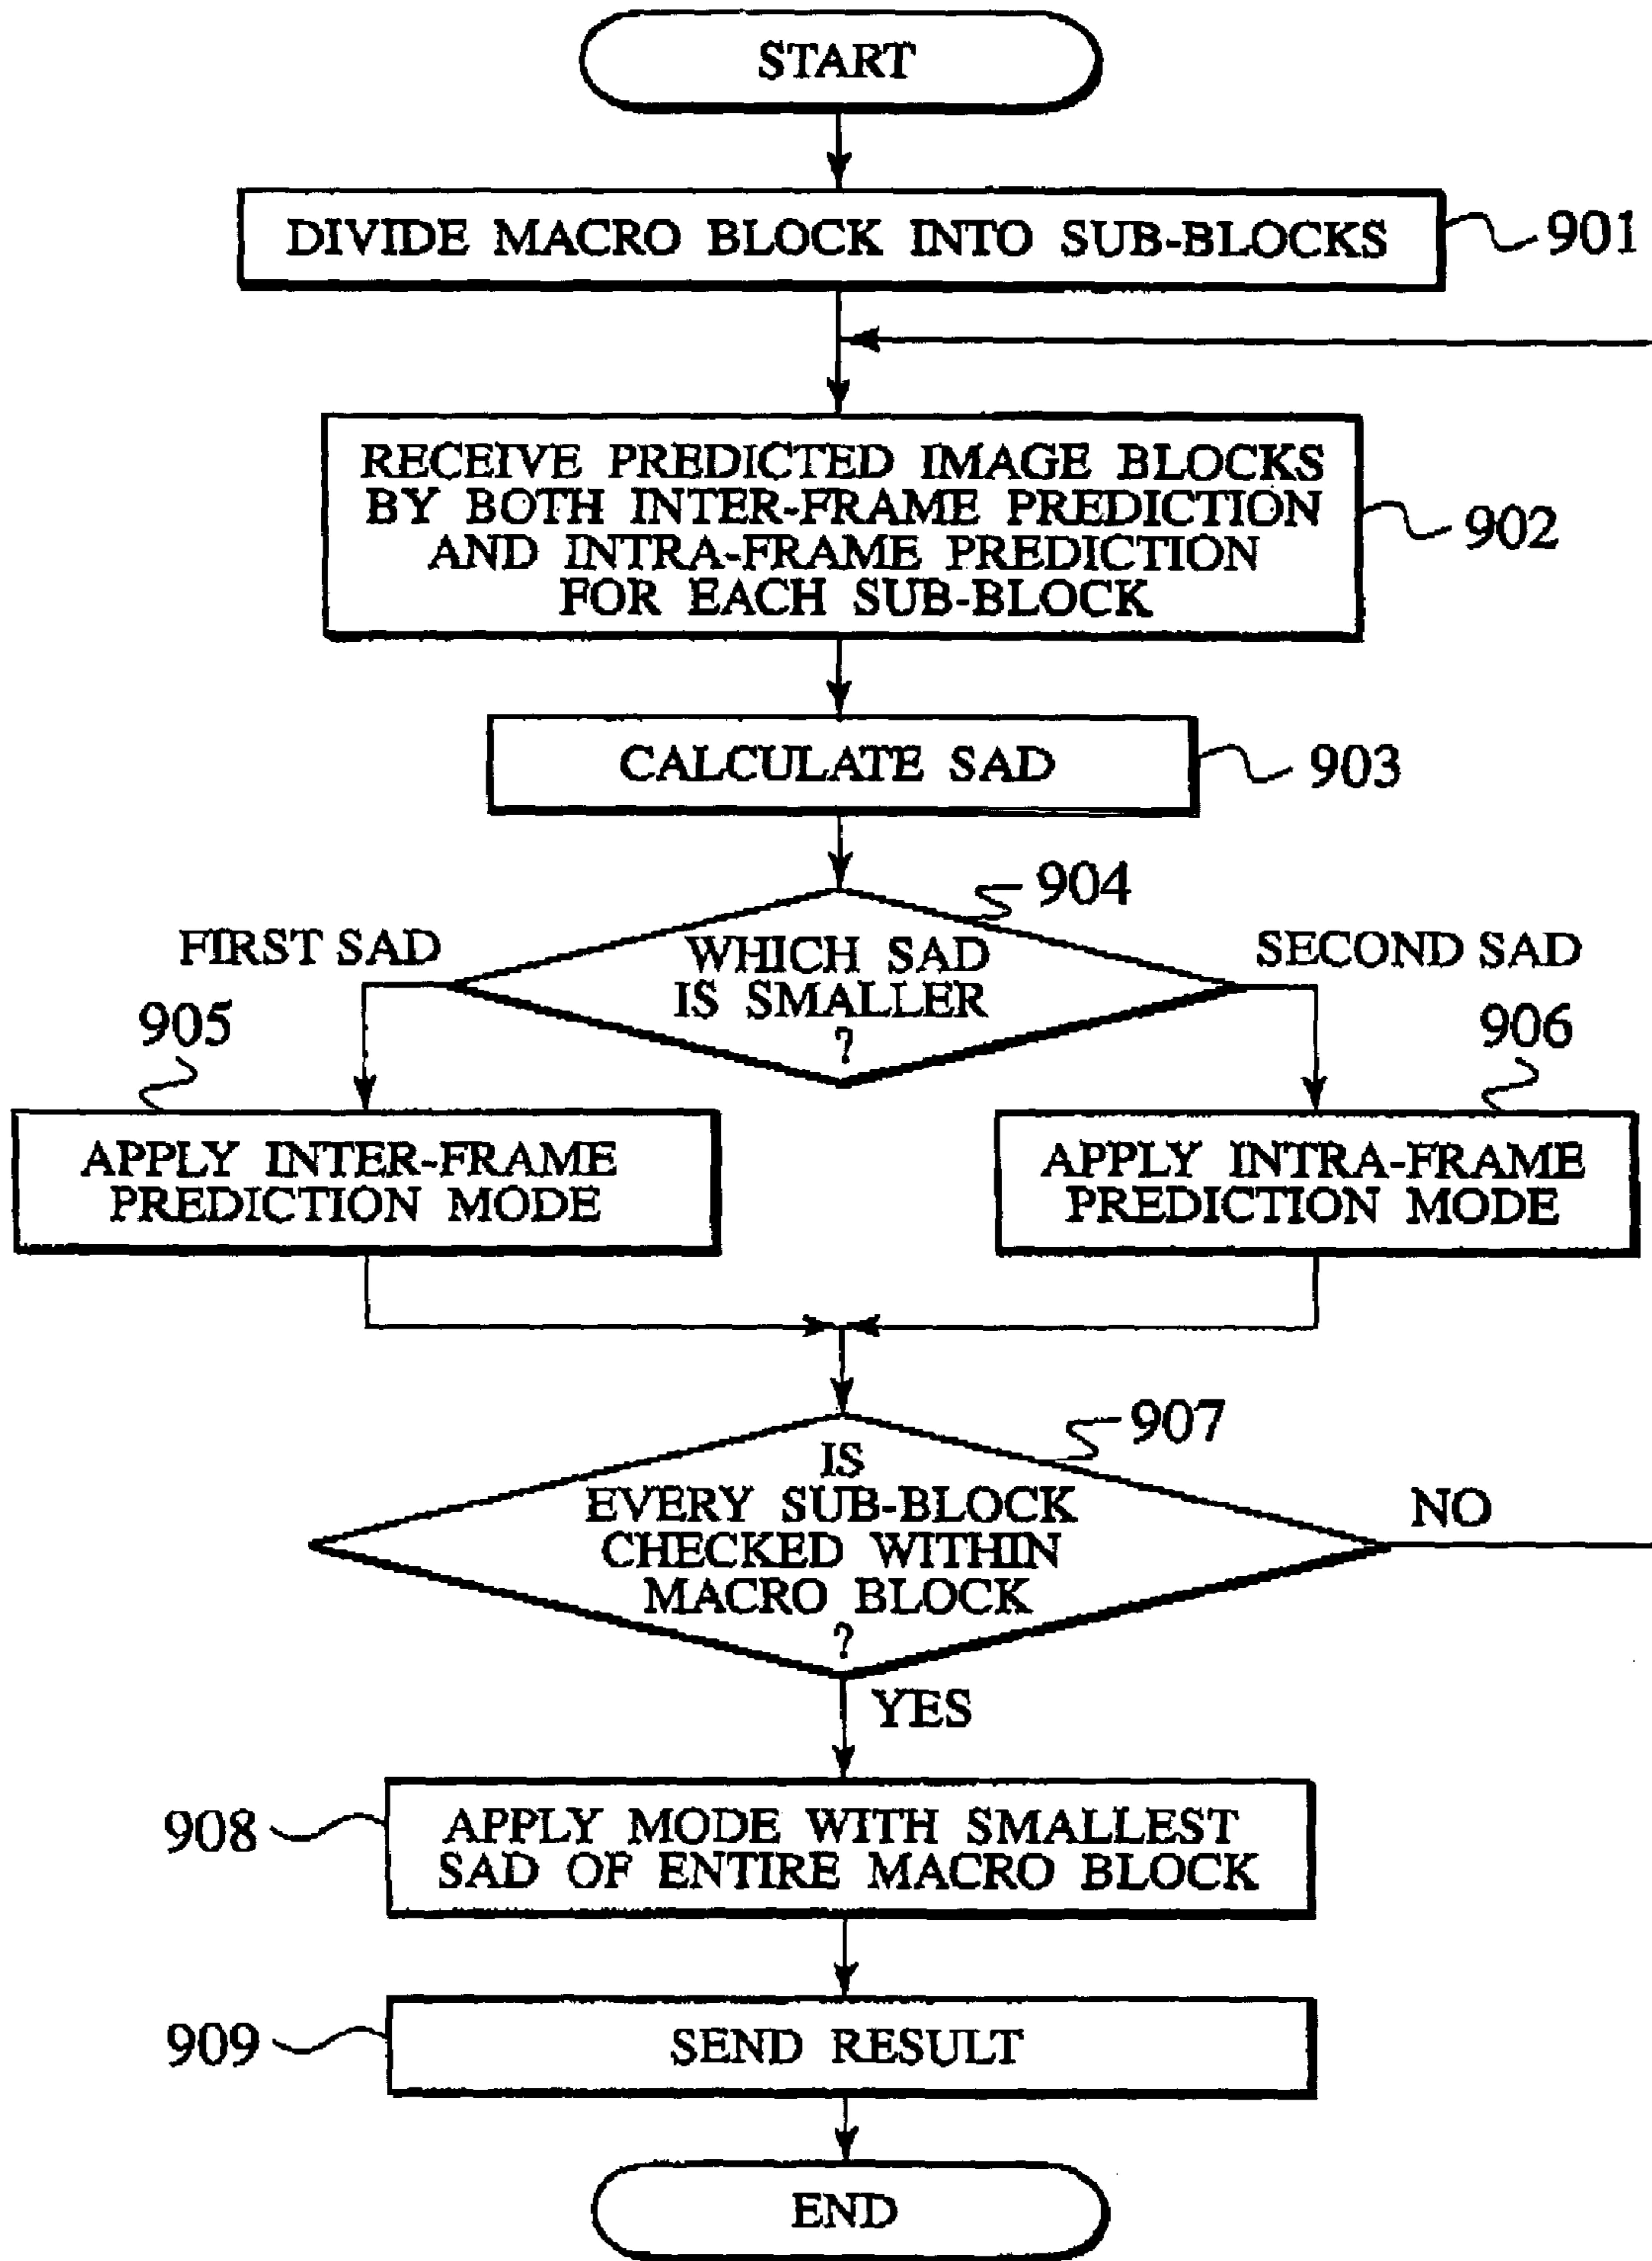 START
DIVIDE MACRO BLOCK INTO SUB-BLOCKS
901
RECEIVE PREDICTED IMAGE BLOCKS
BY BOTH INTER-FRAME PREDICTION
AND INTRA-FRAME PREDICTION
FOR EACH SUB-BLOCK
902
CALCULATE SAD
903
904
FIRST SAD
WHICH SAD
IS SMALLER
?
SECOND SAD
905
906
APPLY INTER-FRAME
PREDICTION MODE
APPLY INTRA-FRAME
PREDICTION MODE
907
IS
EVERY SUB-BLOCK
CHECKED WITHIN
MACRO BLOCK
?
NO
YES
908
APPLY MODE WITH SMALLEST
SAD OF ENTIRE MACRO BLOCK
909
SEND RESULT
END